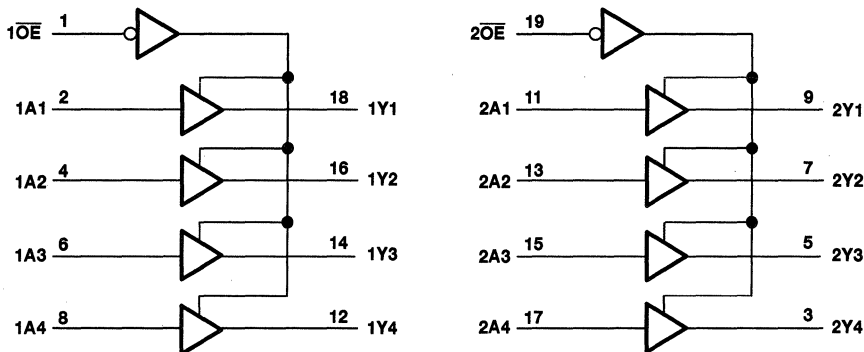 1OE 1
1A1 2 18 1Y1
1A2 4 16 1Y2
1A3 6 14 1Y3
1A4 8 12 1Y4
2OE 19
2A1 11 9 2Y1
2A2 13 7 2Y2
2A3 15 5 2Y3
2A4 17 3 2Y4